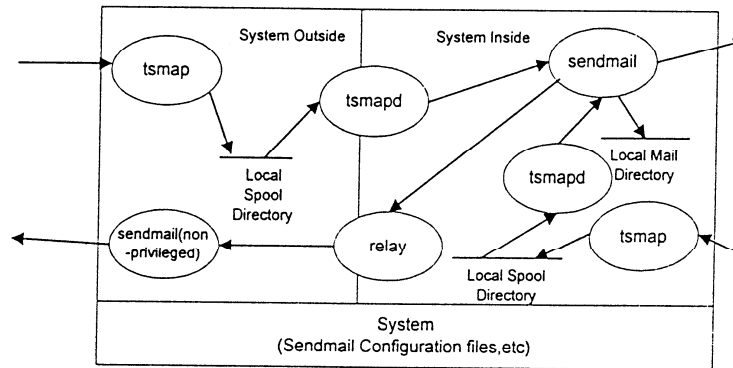 System Outside
System Inside
tsmap
sendmail
tsmapd
Local
Spool
Directory
Local Mail
Directory
tsmapd
sendmail(non
-privileged)
relay
tsmap
Local Spool
Directory
System
(Sendmail Configuration files,etc)